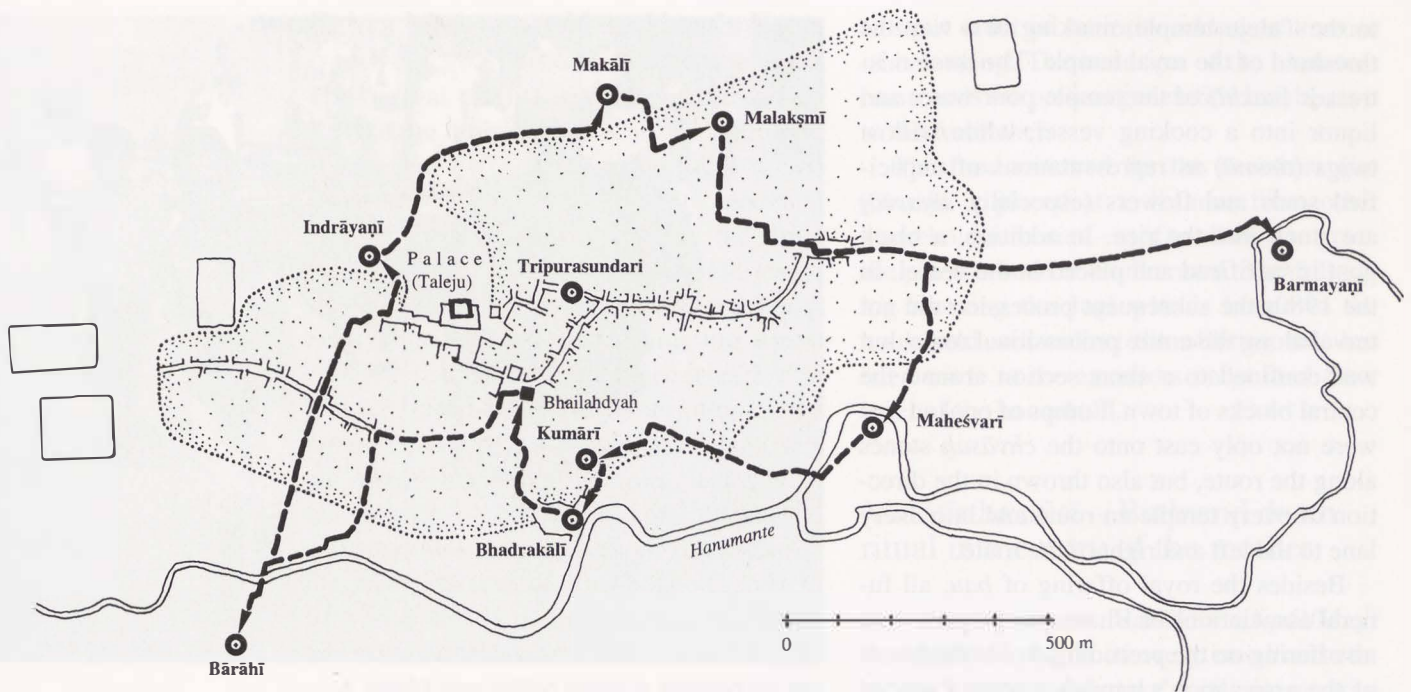 Makālī
Malakṣmī
Indrāyaṇī
Palace
(Taleju)
Tripurasundari
Barmayaṇī
Bhailahdyah
Kumārī
Maheśvarī
Bhadrakālī
Hanumante
Bārāhī
0 500 m